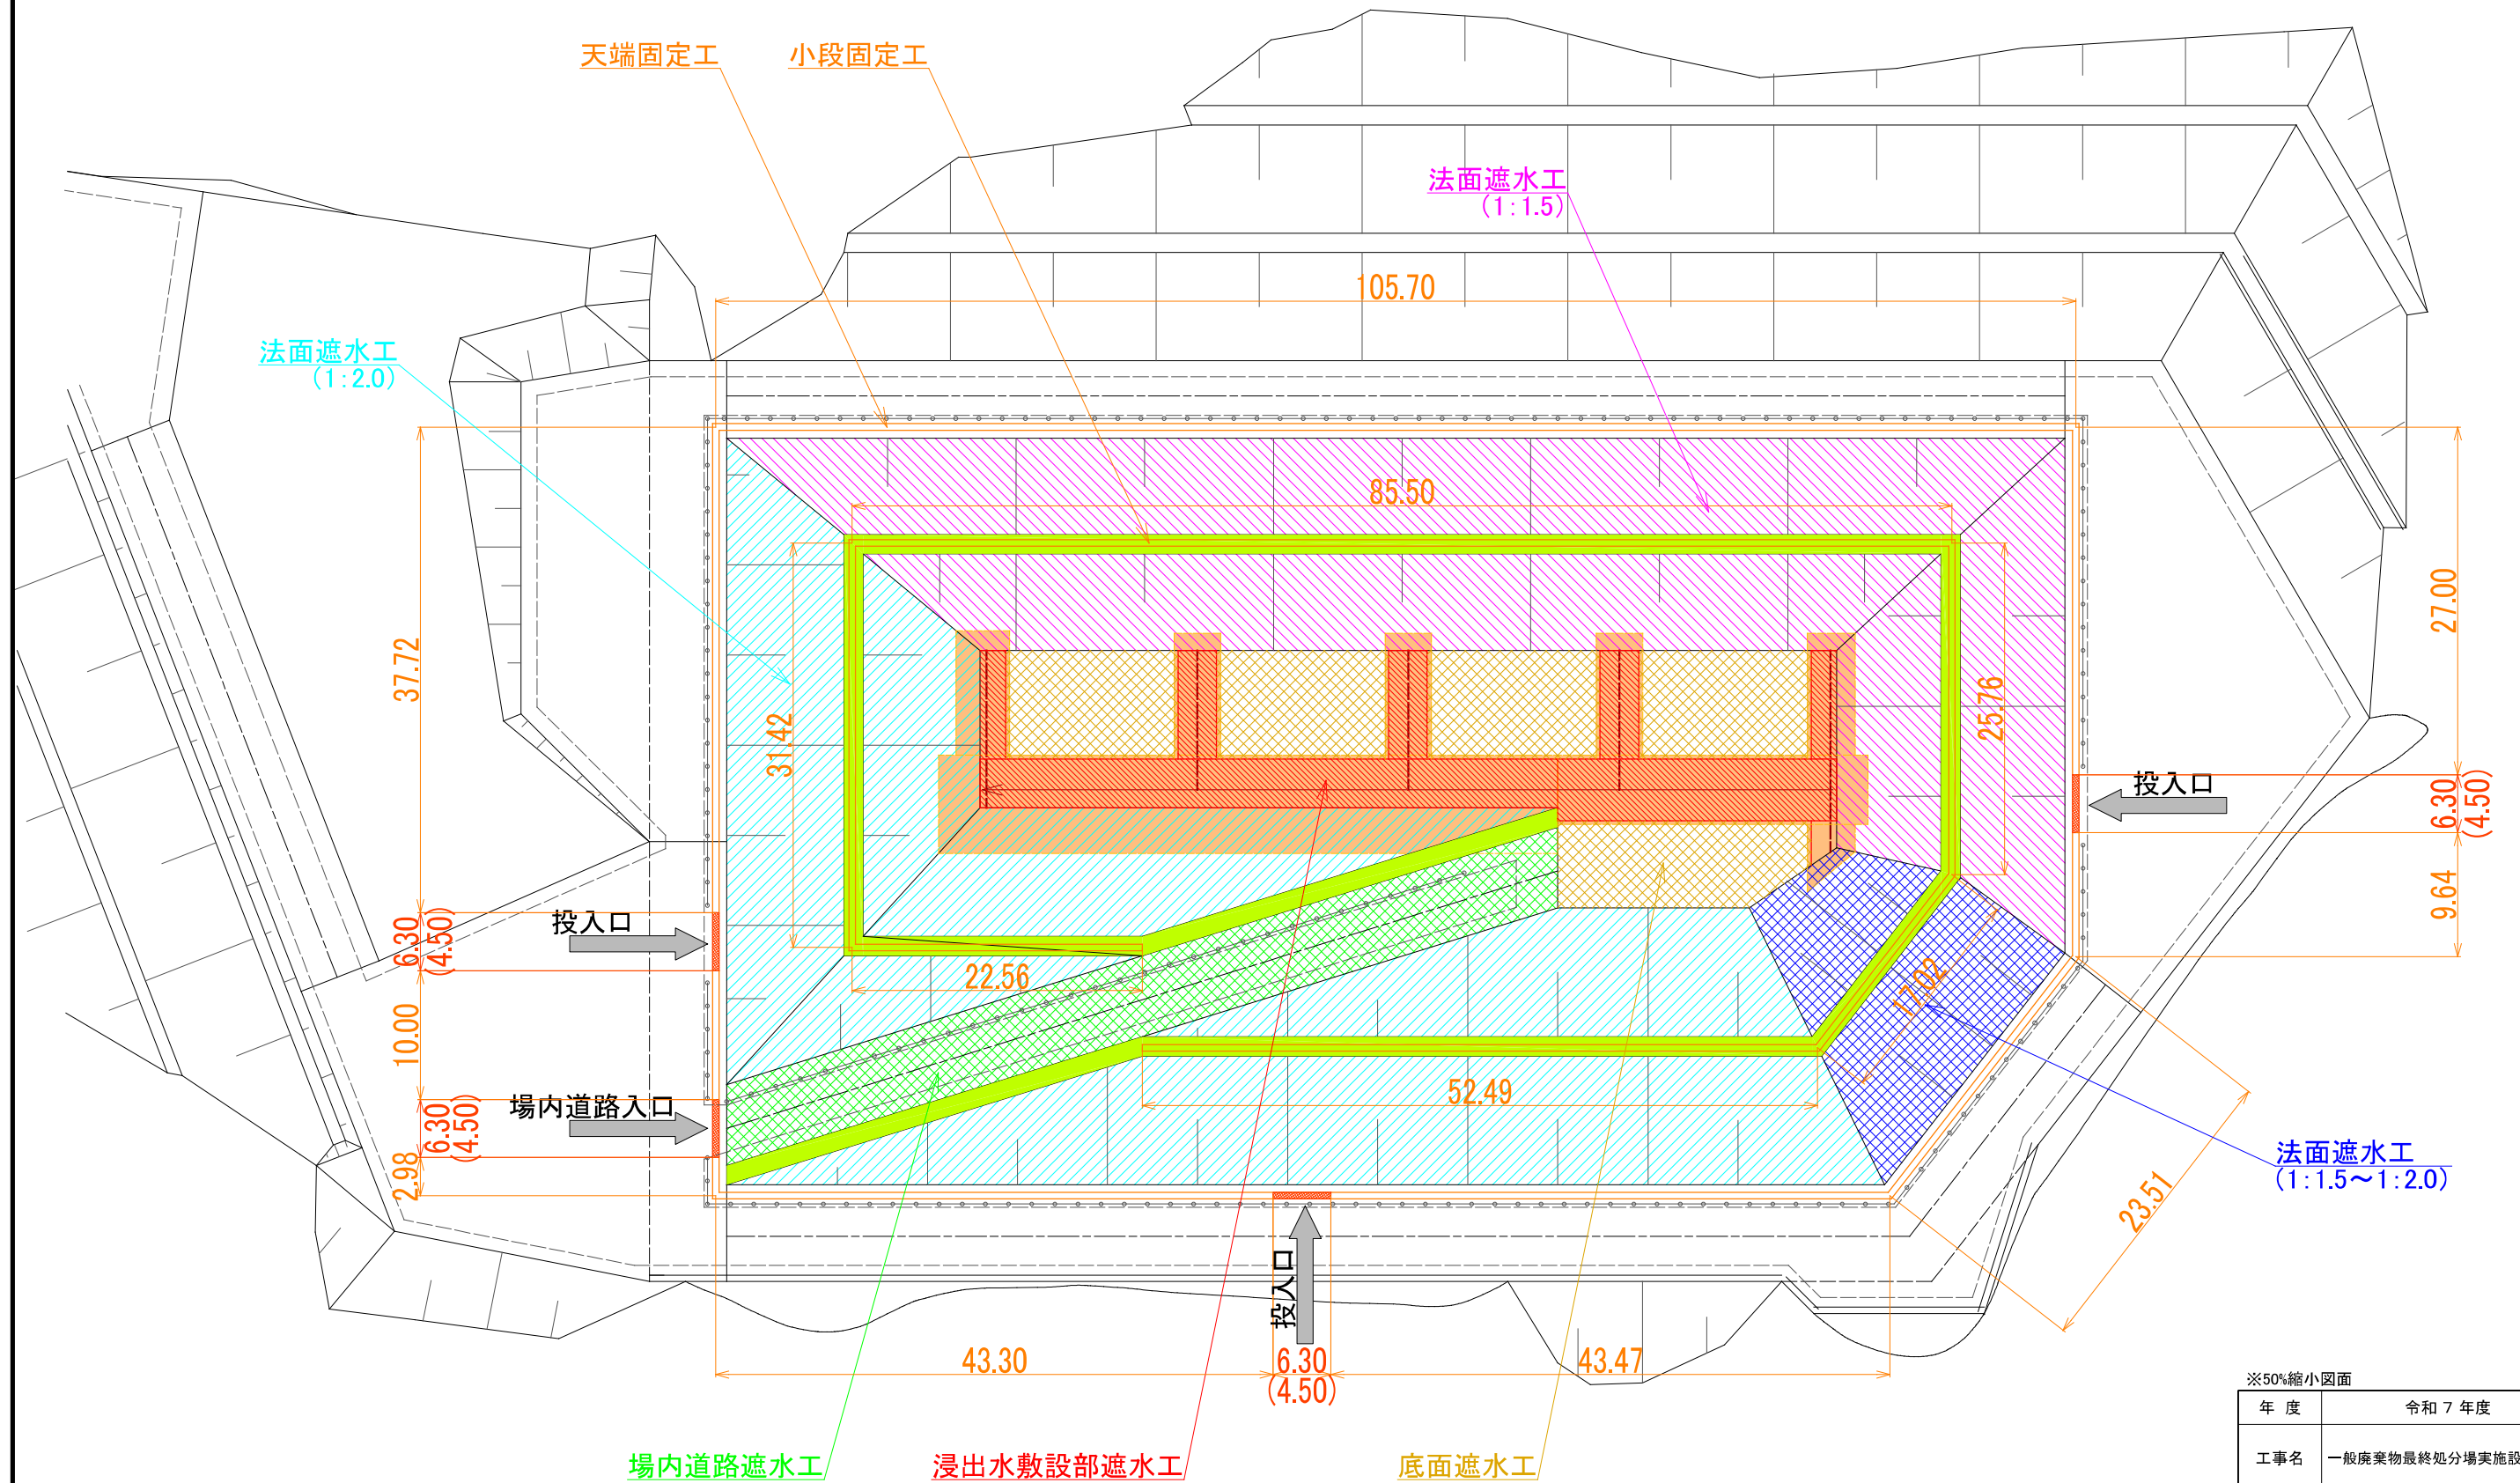 天端固定工
小段固定工
法面遮水工
(1:1.5)
105.70
法面遮水工
(1:2.0)
85.50
27.00
37.72
31.42
25.76
投入口
6.30
(4.50)
9.64
投入口
6.30
(4.50)
22.56
17.02
10.00
52.49
場内道路入口
6.30
(4.50)
2.98
法面遮水工
(1:1.5～1:2.0)
23.51
投入口
43.30
6.30
(4.50)
43.47
場内道路遮水工
浸出水敷設部遮水工
底面遮水工
※50%縮小図面
年 度 令和 7 年度
工事名 一般廃棄物最終処分場実施設